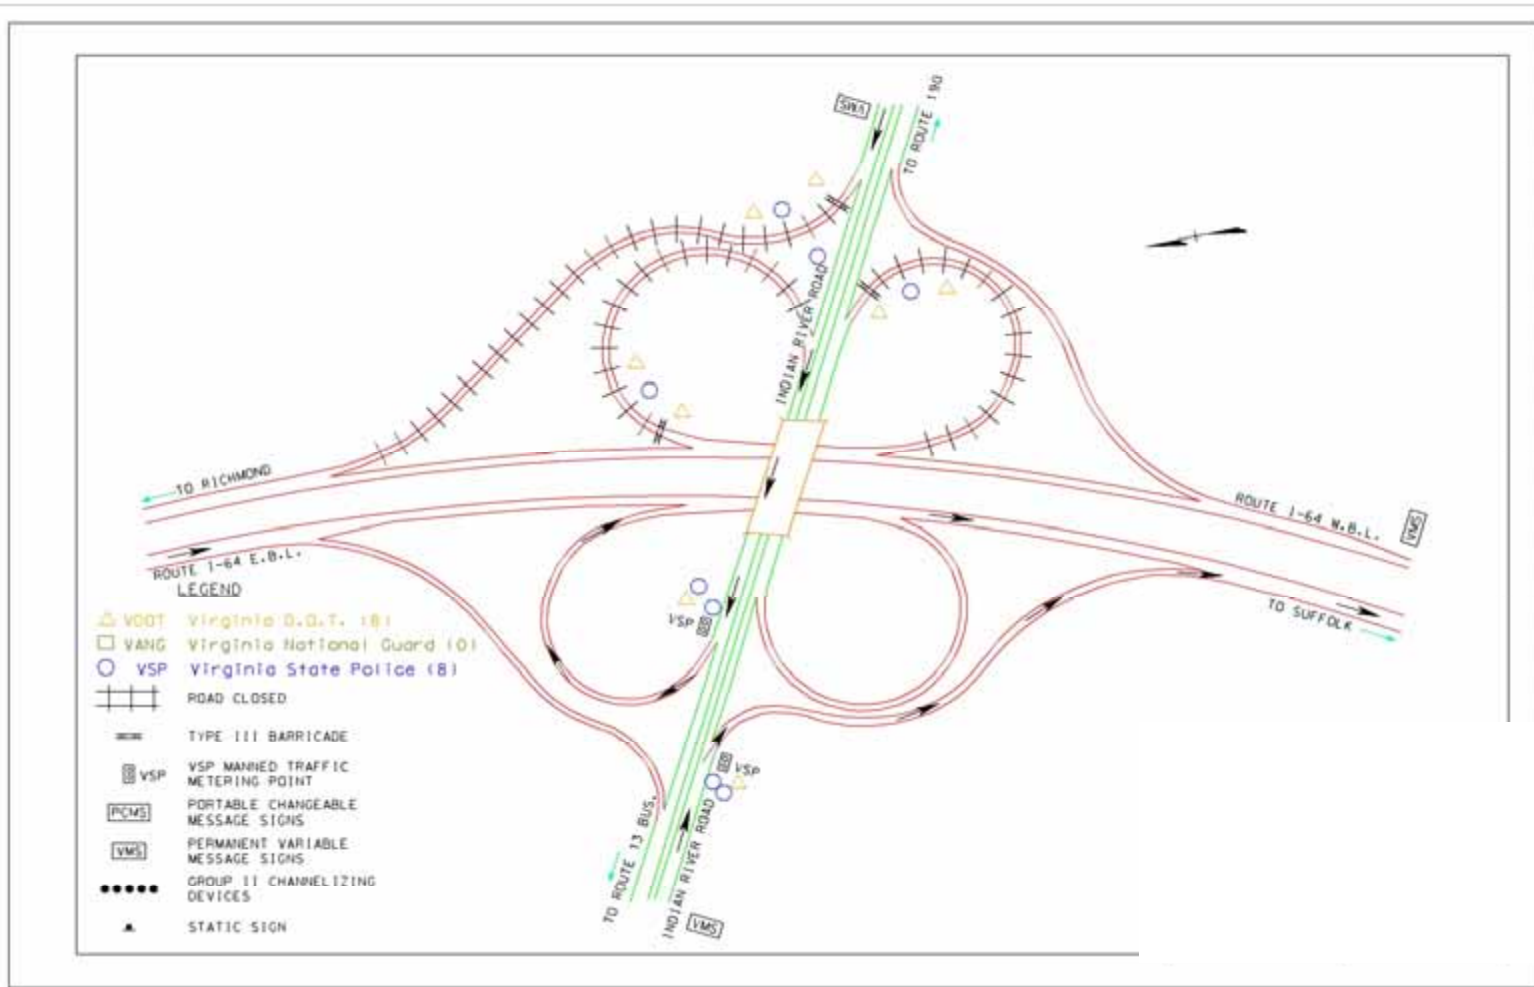 VMS
TO ROUTE 190
INDIAN RIVER ROAD
TO RICHMOND
ROUTE I-64 W.B.L.
VMS
ROUTE I-64 E.B.L.
TO SUFFOLK
LEGEND
VDOT Virginia D.O.T. (8)
VANG Virginia National Guard (0)
VSP Virginia State Police (8)
ROAD CLOSED
TYPE III BARRICADE
VSP VSP MANNED TRAFFIC
METERING POINT
PCMS PORTABLE CHANGEABLE
MESSAGE SIGNS
VMS PERMANENT VARIABLE
MESSAGE SIGNS
GROUP II CHANNELIZING
DEVICES
STATIC SIGN
VSP
VSP
TO ROUTE 13 BUS.
INDIAN RIVER ROAD
VMS